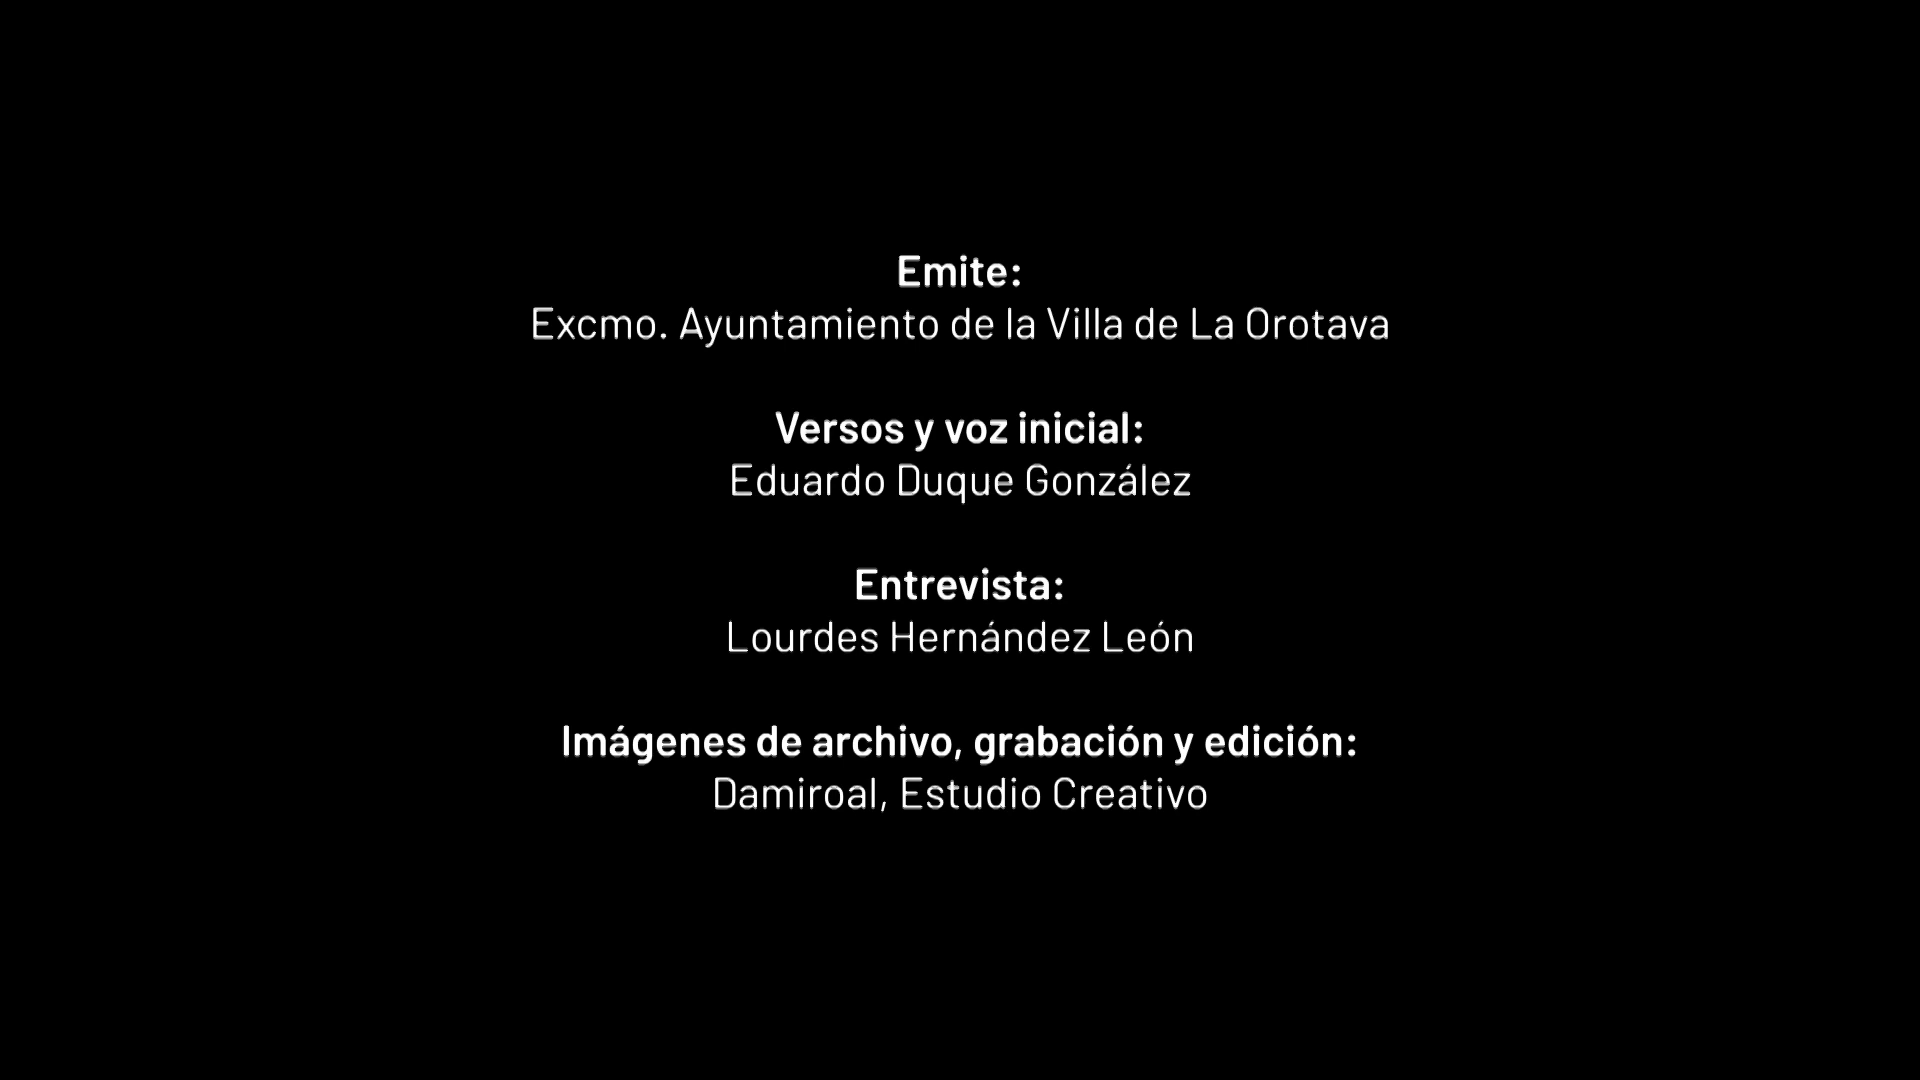 Emite:
Excmo. Ayuntamiento de la Villa de La Orotava
Versos y voz inicial:
Eduardo Duque González
Entrevista:
Lourdes Hernández León
Imágenes de archivo, grabación y edición:
Damiroal, Estudio Creativo